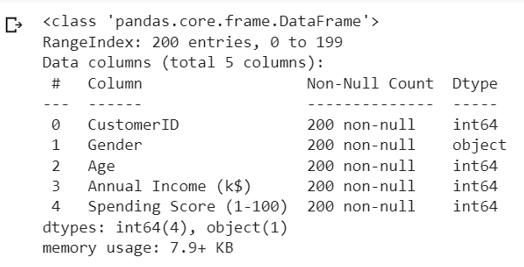 <class 'pandas.core.frame.DataFrame'>
RangeIndex: 200 entries, 0 to 199
Data columns (total 5 columns):
 #   Column                  Non-Null Count  Dtype
---  ------                  --------------  -----
 0   CustomerID              200 non-null    int64
 1   Gender                  200 non-null    object
 2   Age                     200 non-null    int64
 3   Annual Income (k$)      200 non-null    int64
 4   Spending Score (1-100)  200 non-null    int64
dtypes: int64(4), object(1)
memory usage: 7.9+ KB